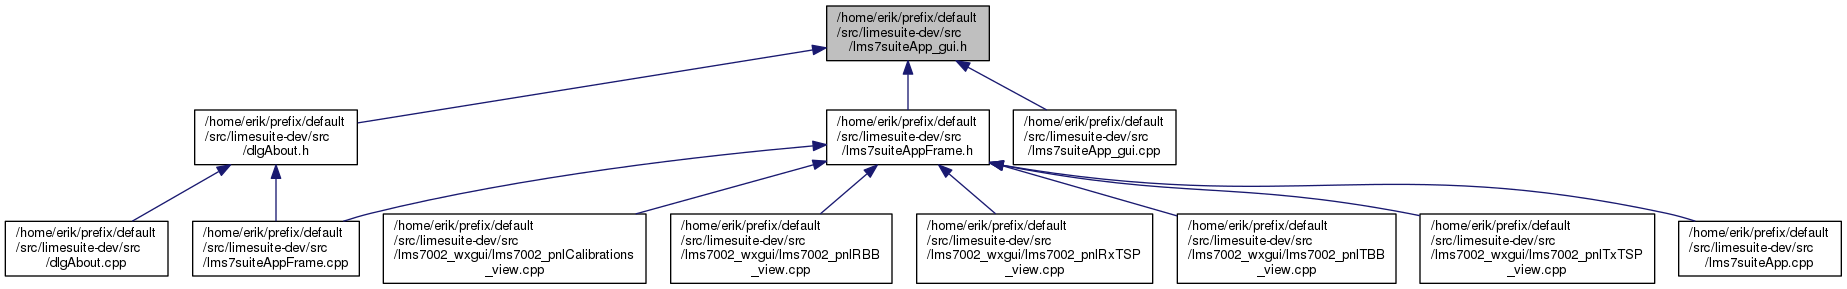 /home/erik/prefix/default
/src/limesuite-dev/src
/lms7suiteApp_gui.h
/home/erik/prefix/default
/src/limesuite-dev/src
/dlgAbout.h
/home/erik/prefix/default
/src/limesuite-dev/src
/lms7suiteAppFrame.h
/home/erik/prefix/default
/src/limesuite-dev/src
/lms7suiteApp_gui.cpp
/home/erik/prefix/default
/src/limesuite-dev/src
/dlgAbout.cpp
/home/erik/prefix/default
/src/limesuite-dev/src
/lms7suiteAppFrame.cpp
/home/erik/prefix/default
/src/limesuite-dev/src
/lms7002_wxgui/lms7002_pnlCalibrations
_view.cpp
/home/erik/prefix/default
/src/limesuite-dev/src
/lms7002_wxgui/lms7002_pnlRBB
_view.cpp
/home/erik/prefix/default
/src/limesuite-dev/src
/lms7002_wxgui/lms7002_pnlRxTSP
_view.cpp
/home/erik/prefix/default
/src/limesuite-dev/src
/lms7002_wxgui/lms7002_pnlTBB
_view.cpp
/home/erik/prefix/default
/src/limesuite-dev/src
/lms7002_wxgui/lms7002_pnlTxTSP
_view.cpp
/home/erik/prefix/default
/src/limesuite-dev/src
/lms7suiteApp.cpp